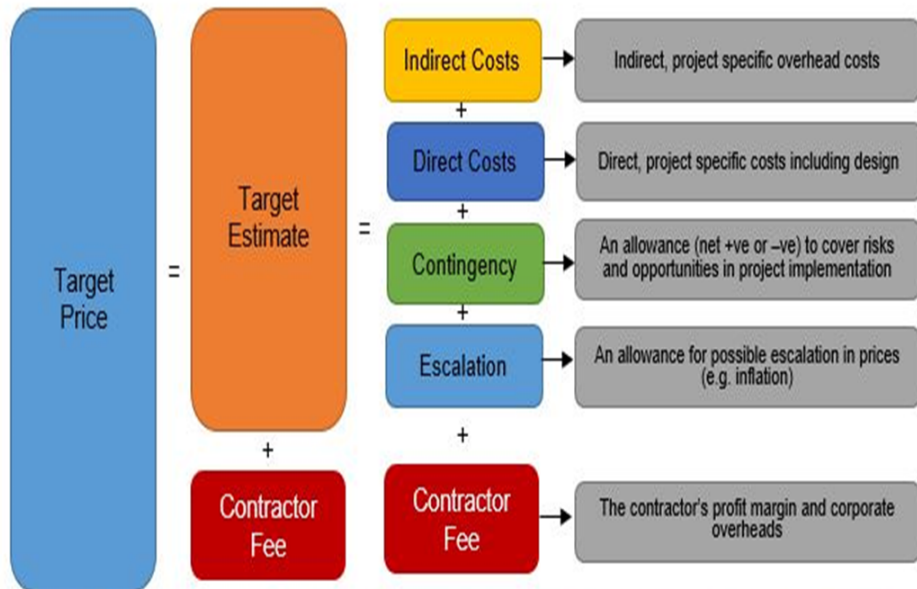 Target
Price
=
Target
Estimate
+
Contractor
Fee
=
Indirect Costs
Indirect, project specific overhead costs
+
Direct Costs
Direct, project specific costs including design
+
Contingency
An allowance (net +ve or –ve) to cover risks
and opportunities in project implementation
+
Escalation
An allowance for possible escalation in prices
(e.g. inflation)
+
Contractor
Fee
The contractor's profit margin and corporate
overheads